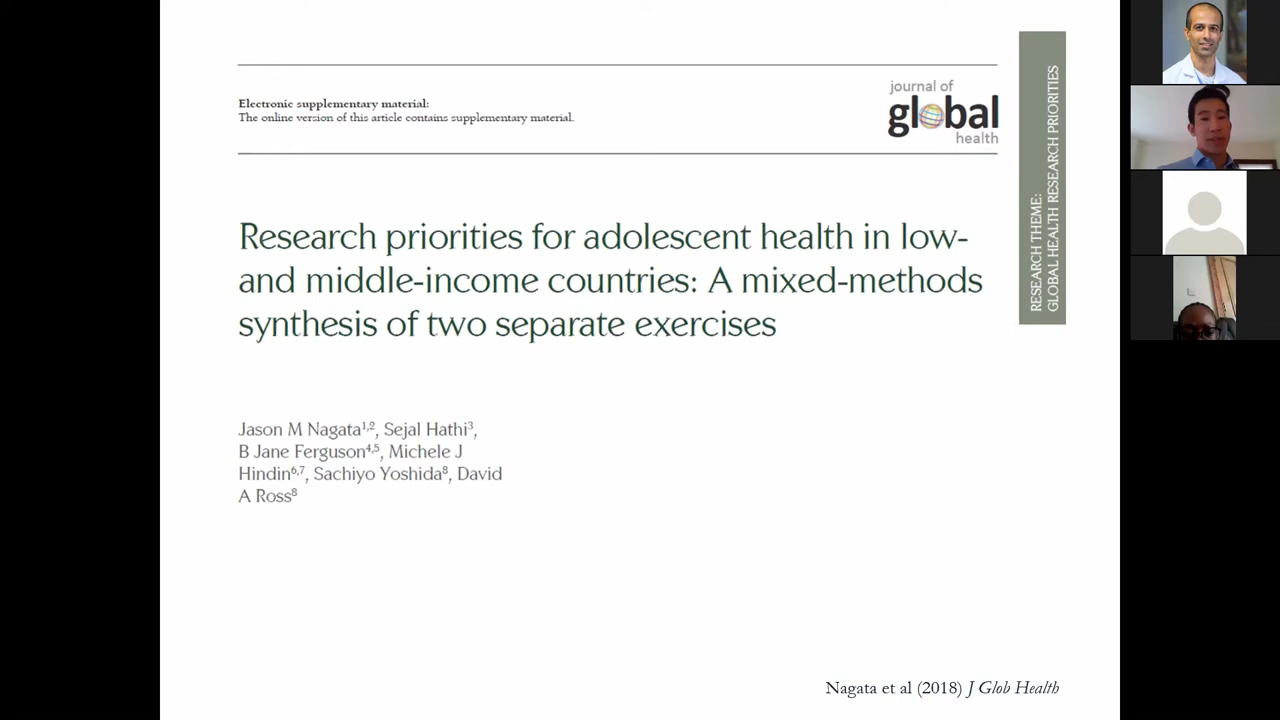 Electronic supplementary material:
The online version of this article contains supplementary material.
journal of
global
health
RESEARCH THEME:
GLOBAL HEALTH RESEARCH PRIORITIES
Research priorities for adolescent health in low-
and middle-income countries: A mixed-methods
synthesis of two separate exercises
Jason M Nagata1,2, Sejal Hathi3,
B Jane Ferguson4,5, Michele J
Hindin6,7, Sachiyo Yoshida8, David
A Ross8
Nagata et al (2018) J Glob Health